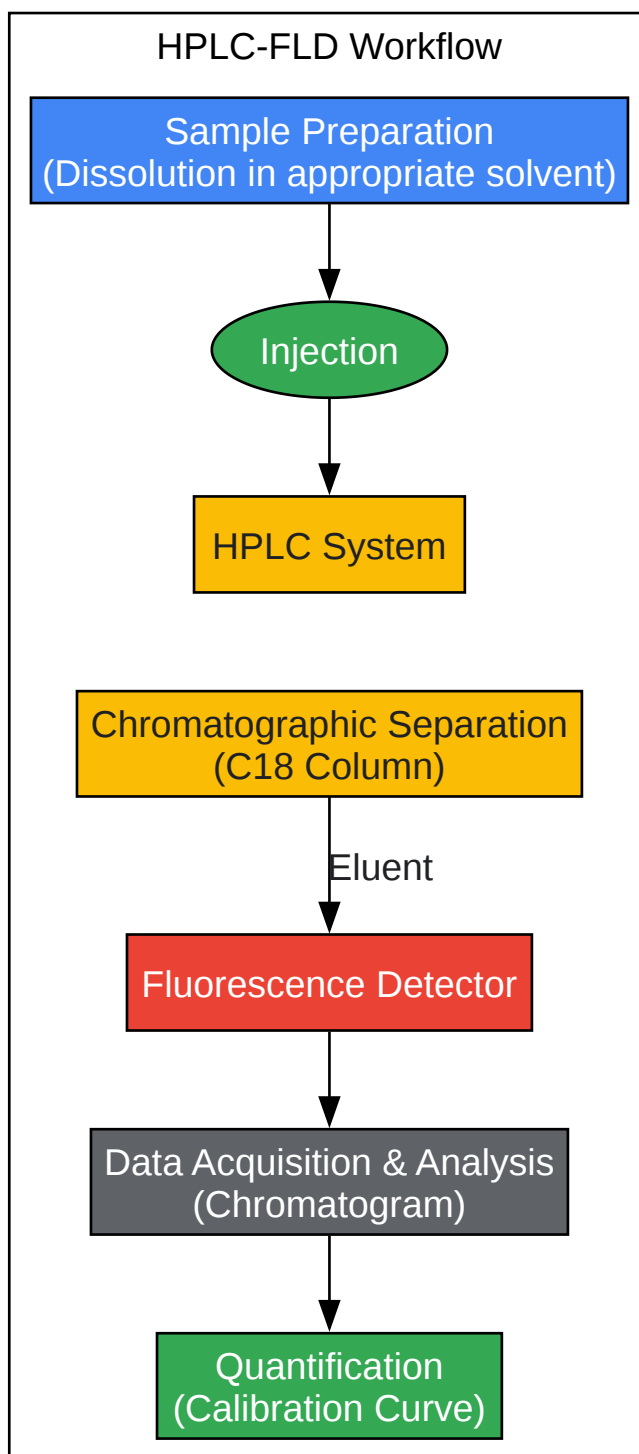 HPLC-FLD Workflow
Sample Preparation
(Dissolution in appropriate solvent)
Injection
HPLC System
Chromatographic Separation
(C18 Column)
Eluent
Fluorescence Detector
Data Acquisition & Analysis
(Chromatogram)
Quantification
(Calibration Curve)